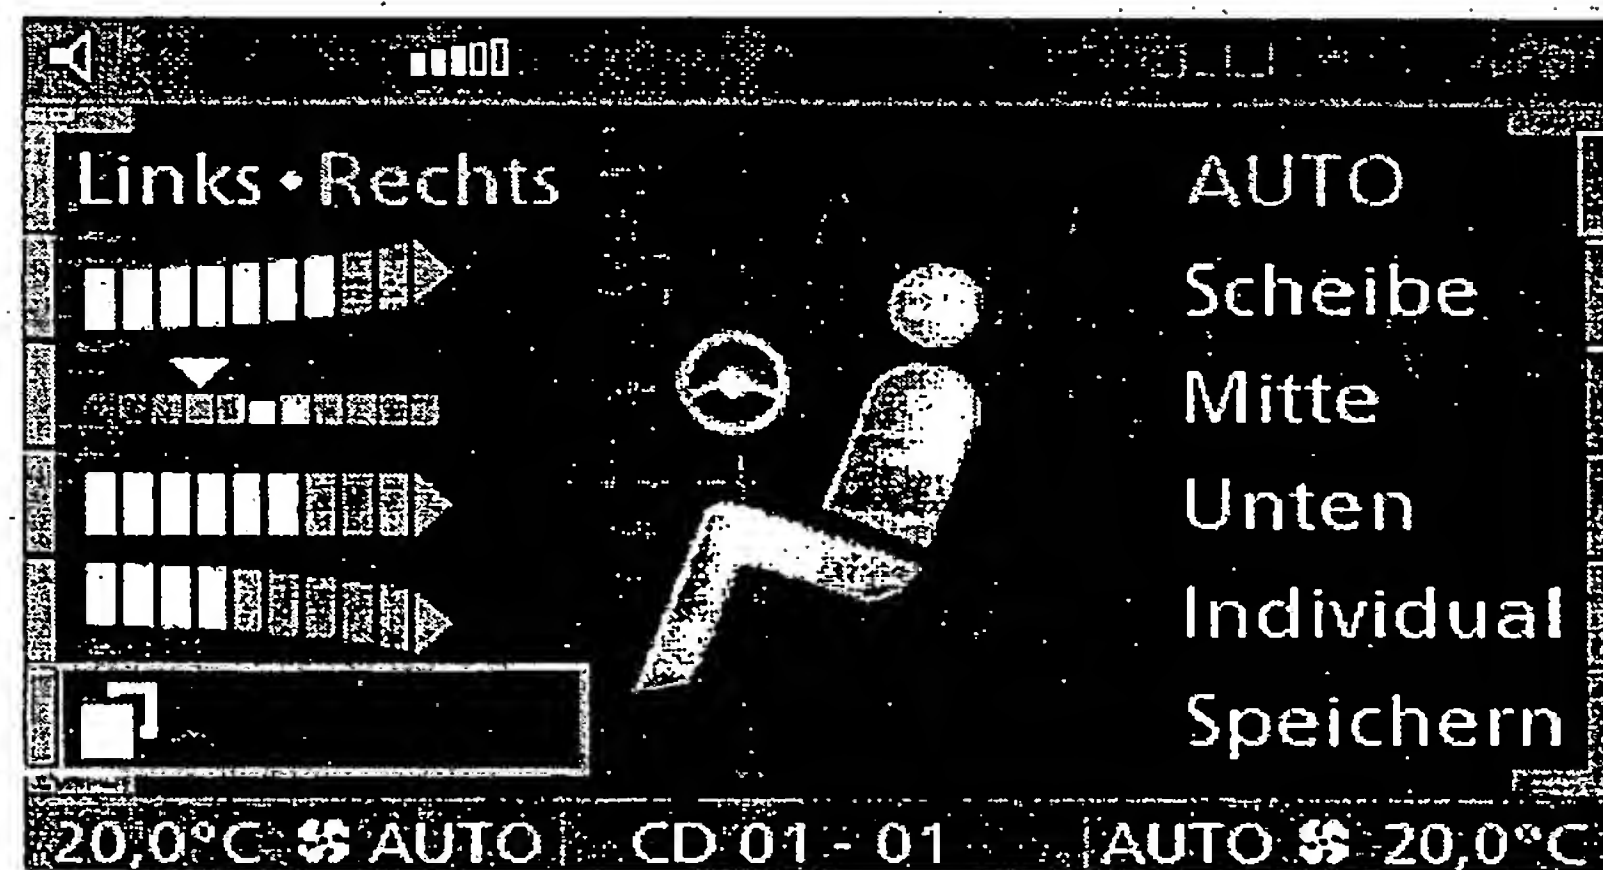 Links • Rechts
AUTO
Scheibe
Mitte
Unten
Individual
Speichern
20,0°C AUTO CD 01 - 01 AUTO 20,0°C